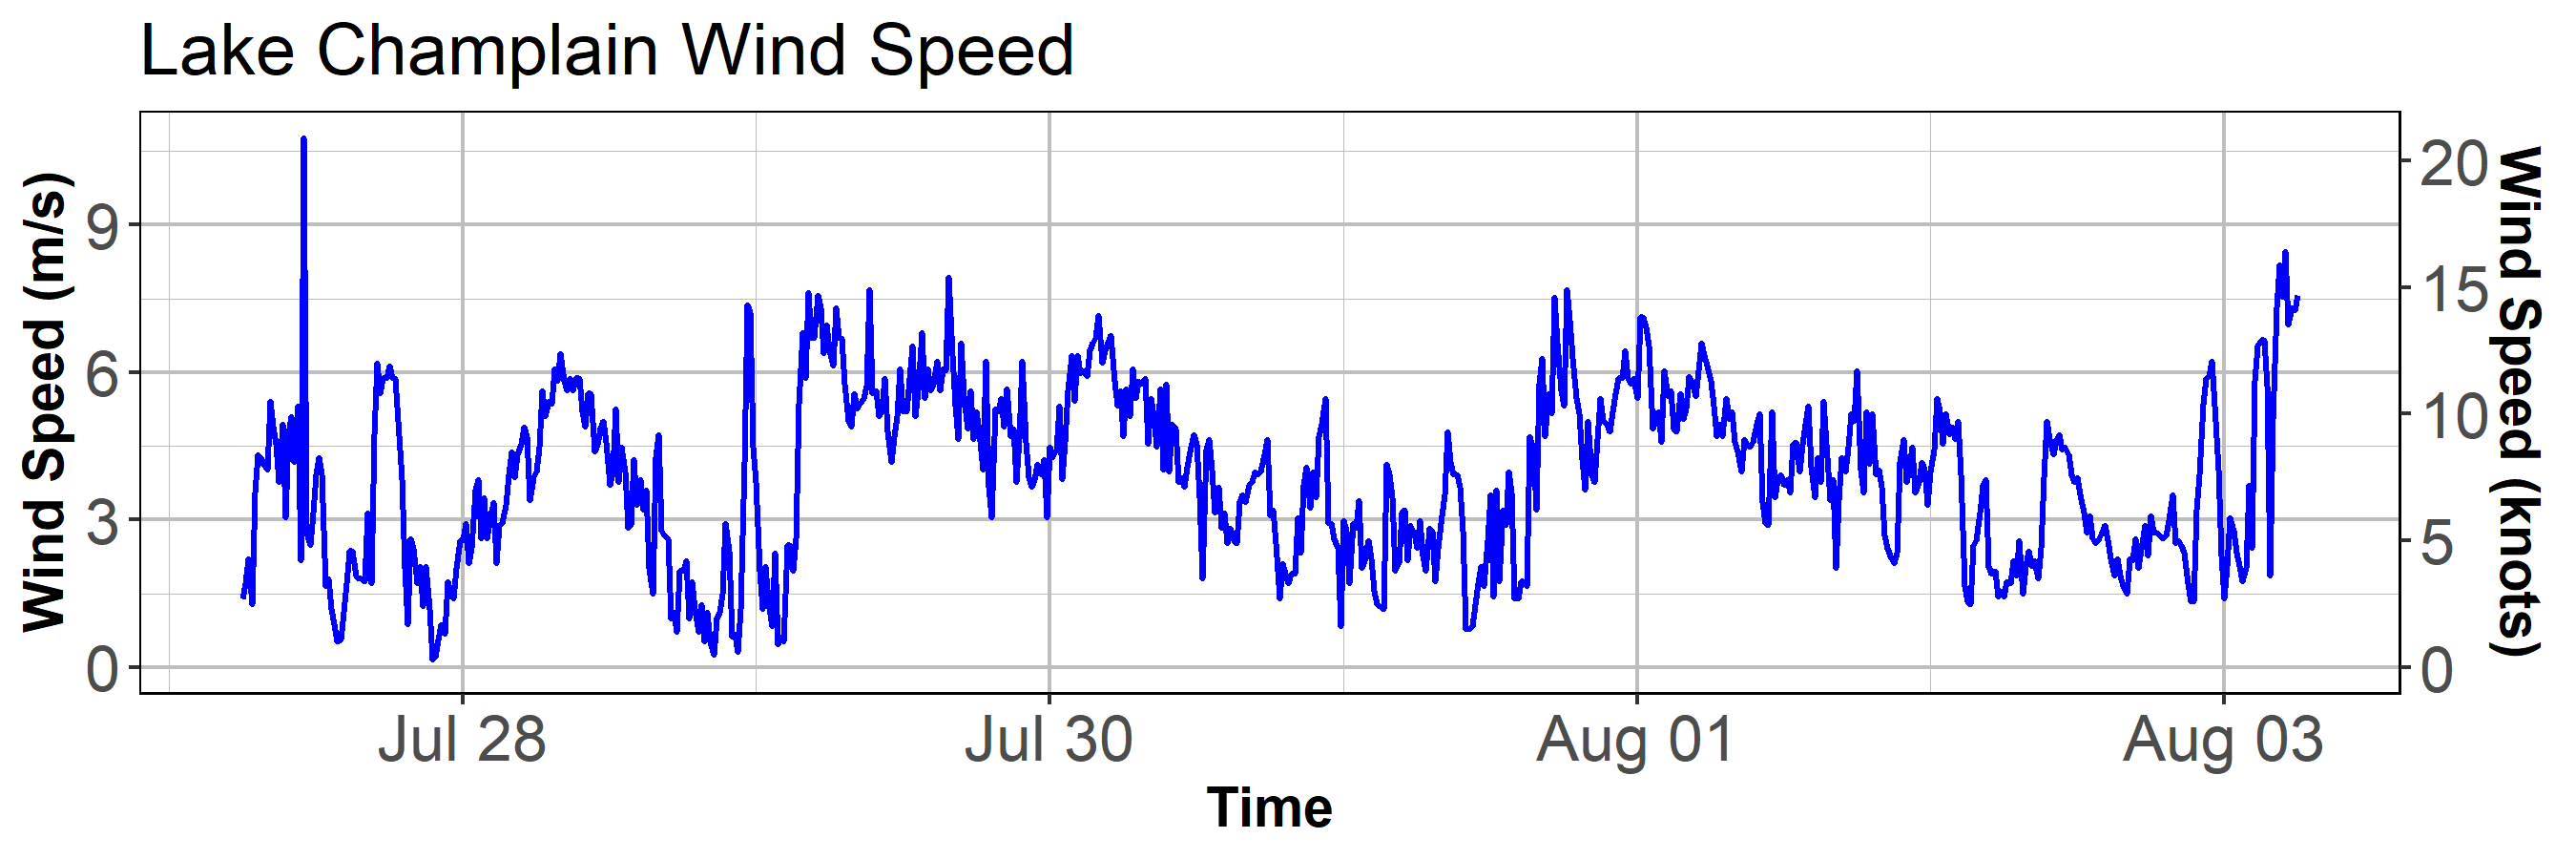 Lake Champlain Wind Speed
Wind Speed (m/s)
9
6
3
0
20
15
10
5
0
Wind Speed (knots)
Jul 28
Jul 30
Aug 01
Aug 03
Time